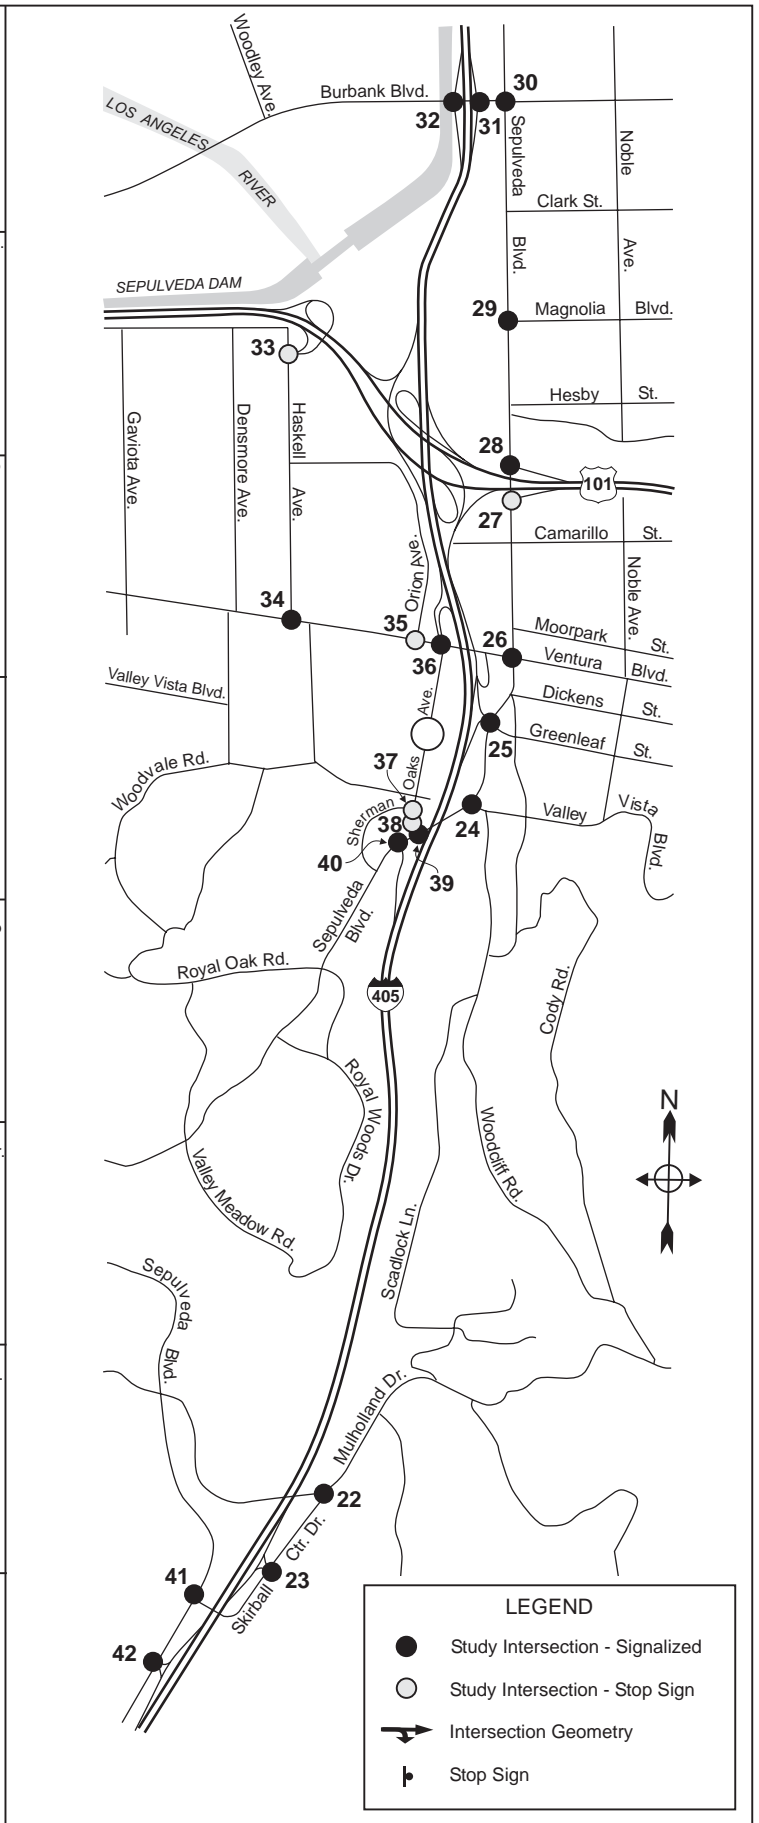 Woodley Ave.
Burbank Blvd.
30
32
31
LOS ANGELES
RIVER
Sepulveda
Blvd.
Noble
Ave.
Clark St.
SEPULVEDA DAM
29
Magnolia Blvd.
33
Hesby St.
Gaviota Ave.
Densmore Ave.
Haskell
Ave.
28
101
27
Camarillo St.
Orion Ave.
Noble Ave.
34
35
36
26
Moorpark St.
Ventura Blvd.
Valley Vista Blvd.
Dickens St.
Ave.
Oaks
Sherman
25
Greenleaf St.
Woodvale Rd.
37
38
24
Valley Vista Blvd.
40
39
Sepulveda
Blvd.
Royal Oak Rd.
405
Cody Rd.
Royal Woods Dr.
N
Woodcliff Rd.
Valley Meadow Rd.
Scadlock Ln.
Sepulveda
Blvd.
Mulholland Dr.
22
Skirball Ctr. Dr.
23
41
42
LEGEND
Study Intersection - Signalized
Study Intersection - Stop Sign
Intersection Geometry
Stop Sign